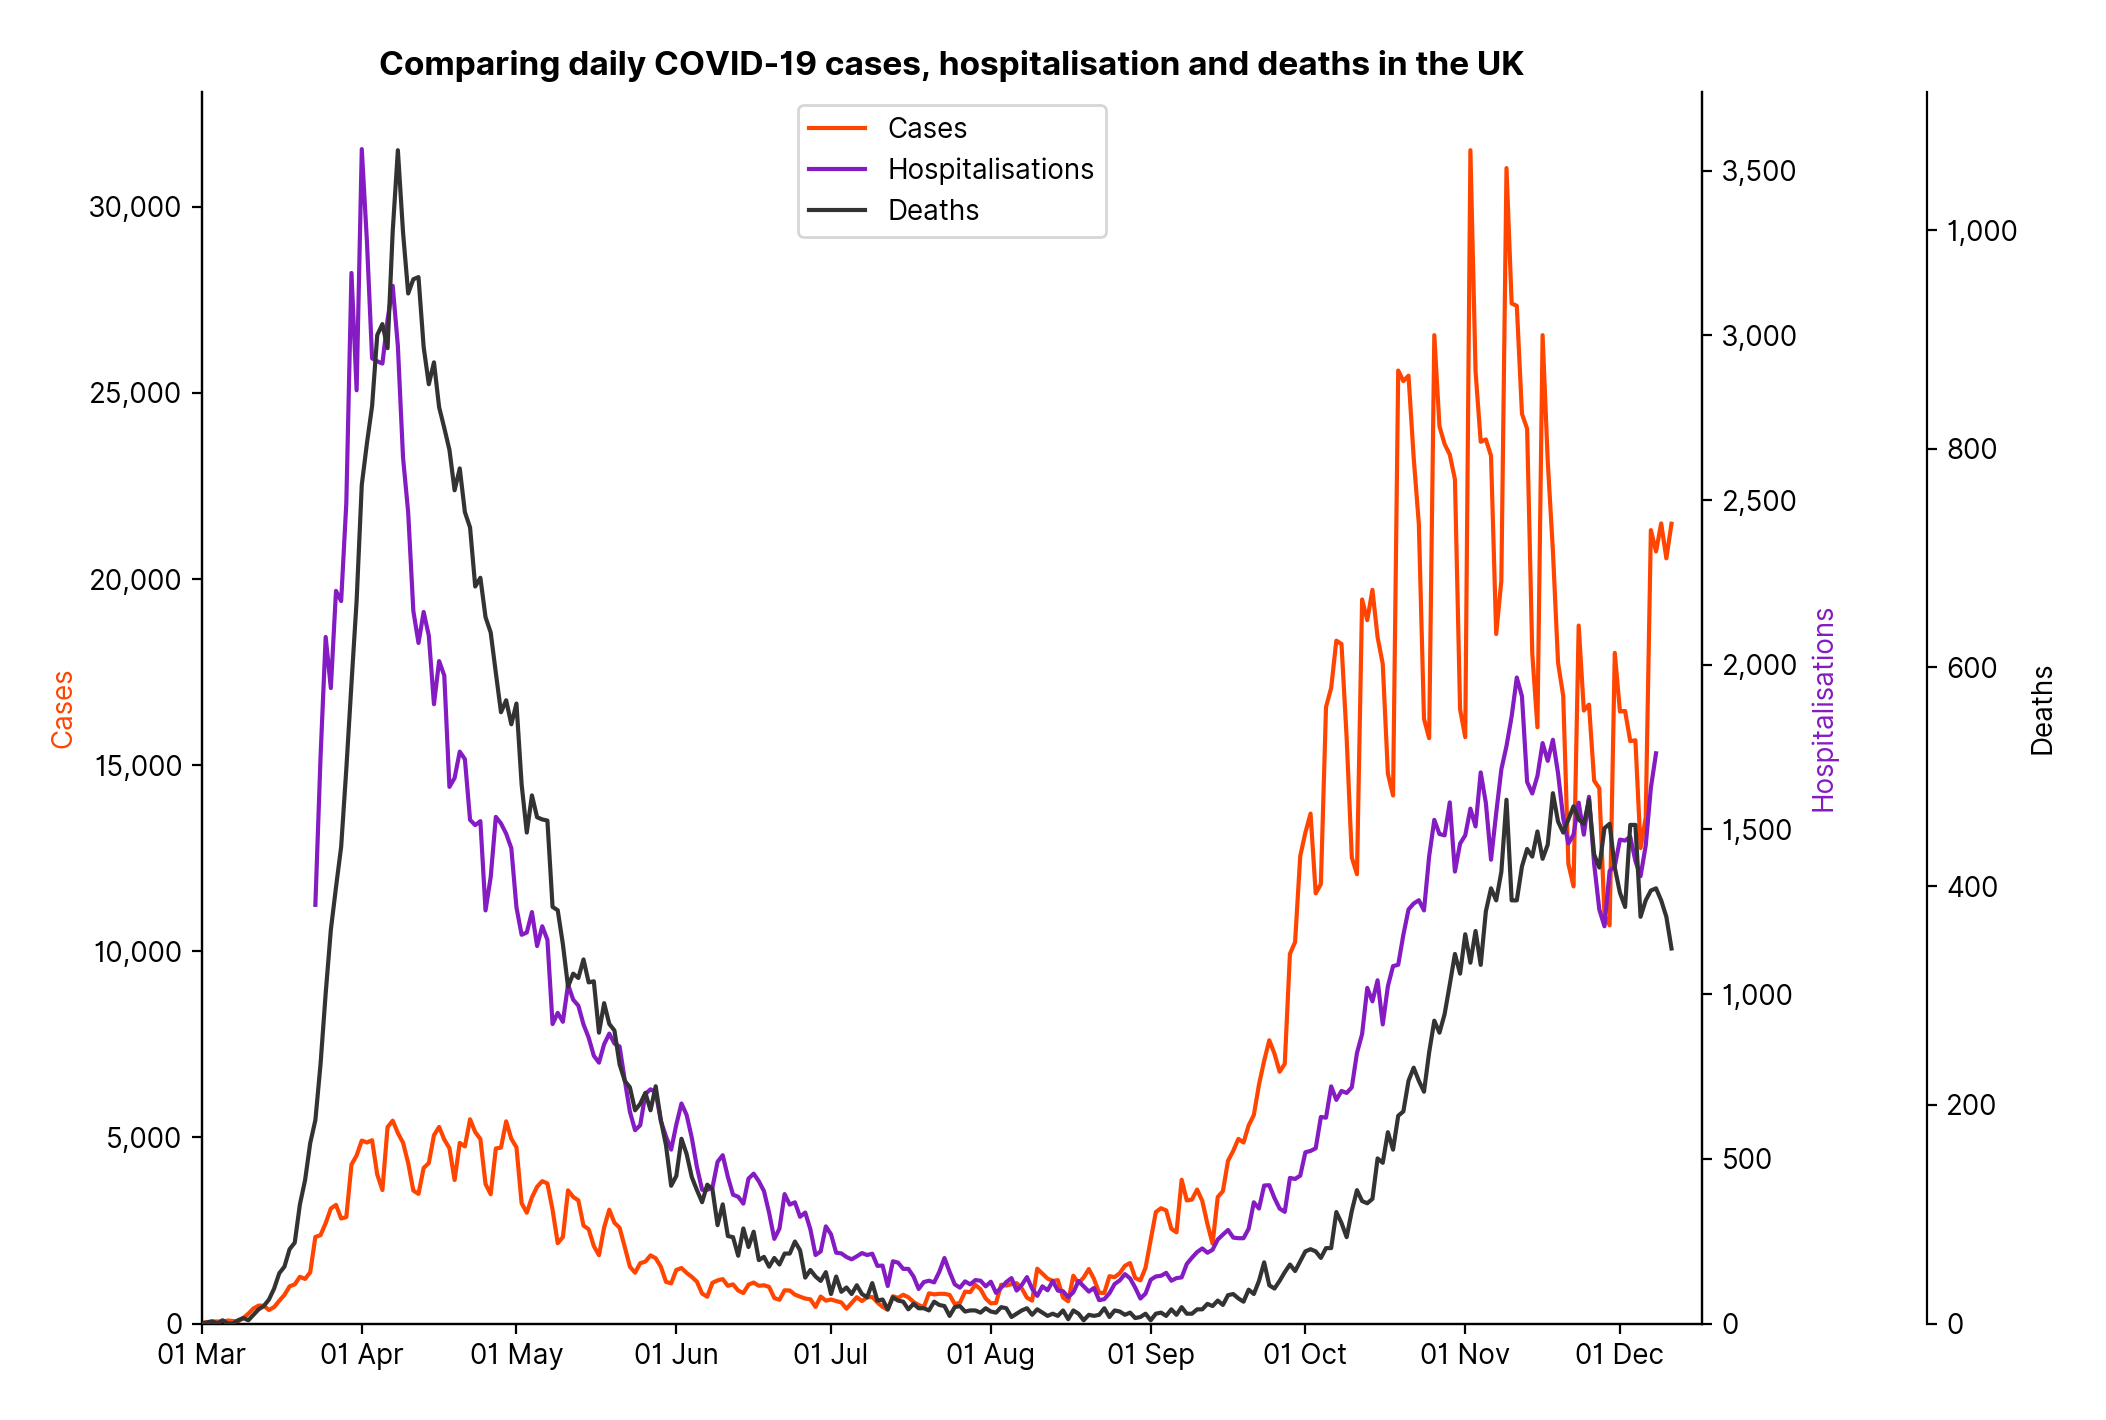 Comparing daily COVID-19 cases, hospitalisation and deaths in the UK
Cases
Hospitalisations
Deaths
30,000
25,000
20,000
15,000
10,000
5,000
0
Cases
3,500
3,000
2,500
2,000
1,500
1,000
500
0
Hospitalisations
1,000
800
600
400
200
0
Deaths
01 Mar 01 Apr 01 May 01 Jun 01 Jul 01 Aug 01 Sep 01 Oct 01 Nov 01 Dec